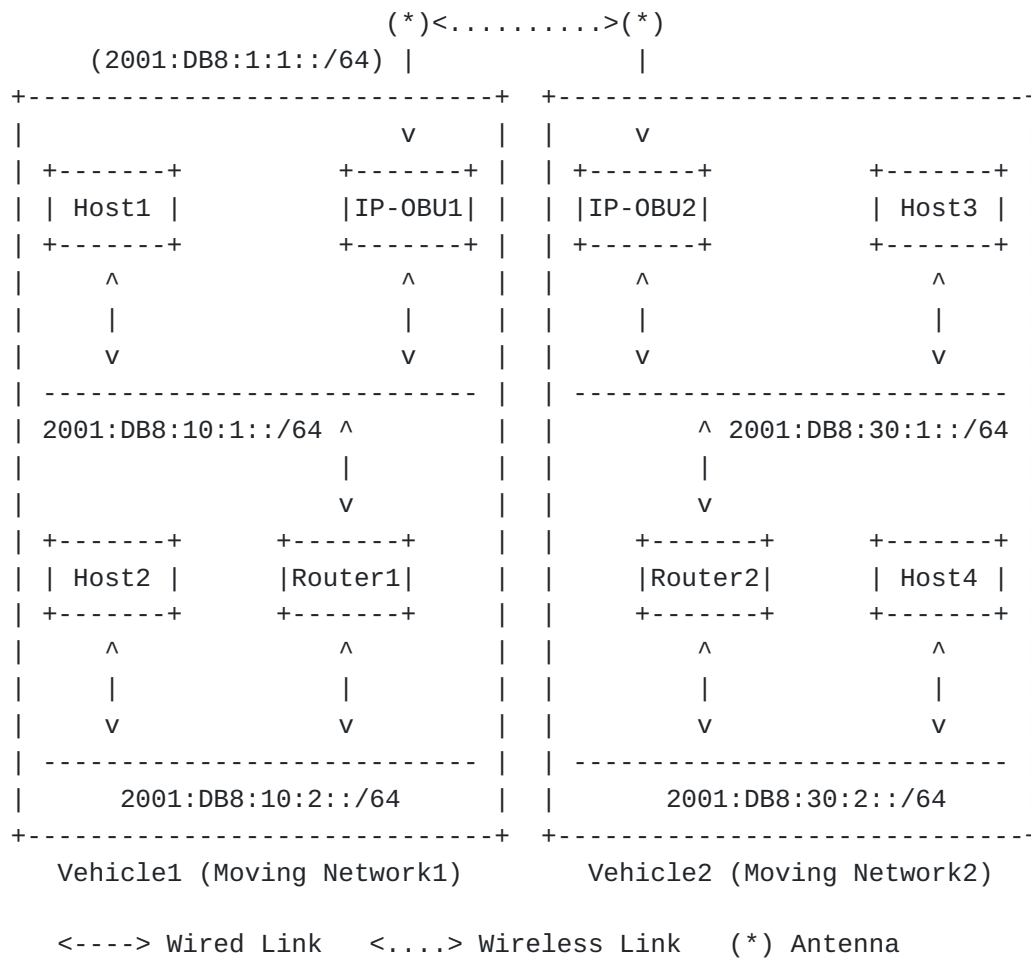 (*)<..........>(*)
     (2001:DB8:1:1::/64) |              |
+------------------------------+  +------------------------------+
|                        v     |  |     v
| +-------+          +-------+ |  | +-------+          +-------+
| | Host1 |          |IP-OBU1| |  | |IP-OBU2|          | Host3 |
| +-------+          +-------+ |  | +-------+          +-------+
|     ^                  ^     |  |     ^                  ^
|     |                  |     |  |     |                  |
|     v                  v     |  |     v                  v
| ---------------------------- |  | ----------------------------
| 2001:DB8:10:1::/64 ^         |  |         ^ 2001:DB8:30:1::/64
|                    |         |  |         |
|                    v         |  |         v
| +-------+      +-------+     |  |     +-------+      +-------+
| | Host2 |      |Router1|     |  |     |Router2|      | Host4 |
| +-------+      +-------+     |  |     +-------+      +-------+
|     ^              ^         |  |         ^              ^
|     |              |         |  |         |              |
|     v              v         |  |         v              v
| ---------------------------- |  | ----------------------------
|      2001:DB8:10:2::/64      |  |       2001:DB8:30:2::/64
+------------------------------+  +------------------------------+
   Vehicle1 (Moving Network1)        Vehicle2 (Moving Network2)
   <----> Wired Link   <....> Wireless Link   (*) Antenna